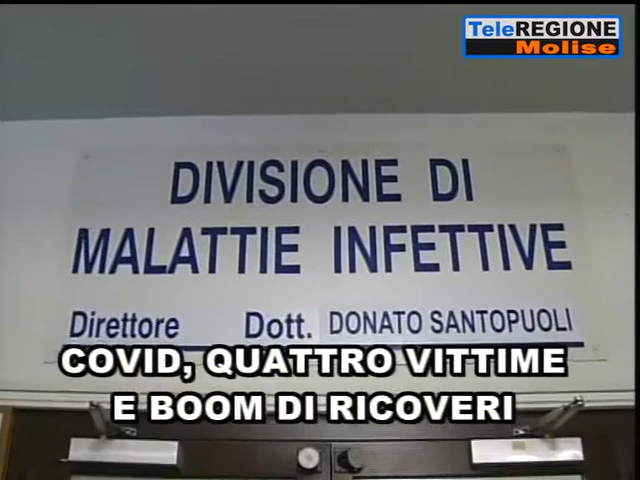 TeleREGIONE
Molise
DIVISIONE DI
MALATTIE INFETTIVE
Direttore Dott. DONATO SANTOPUOLI
COVID, QUATTRO VITTIME
E BOOM DI RICOVERI